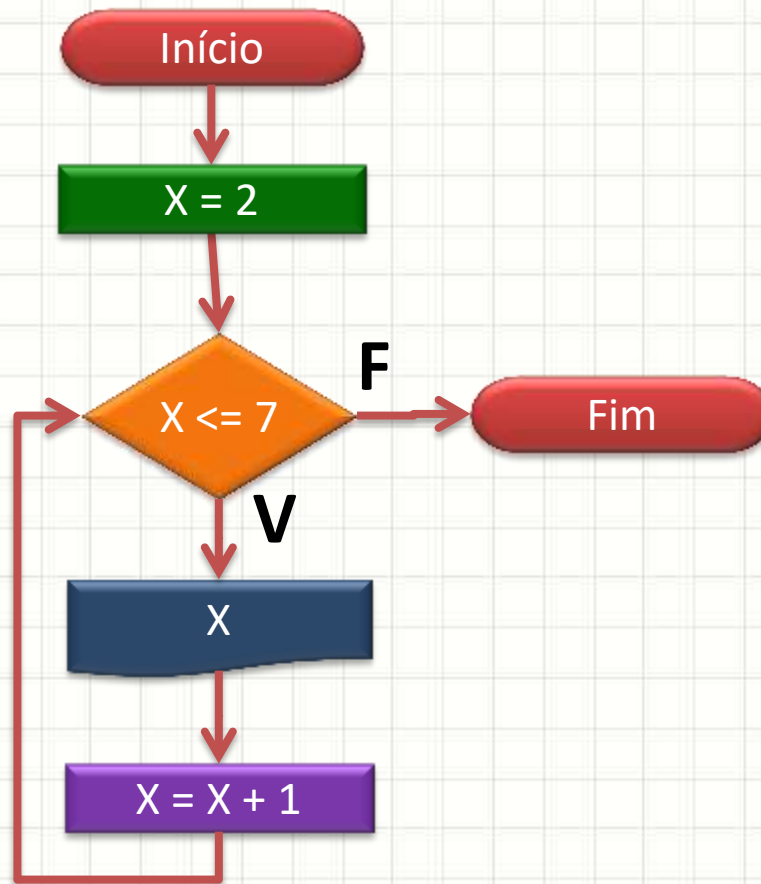 Início
X = 2
X <= 7
F
Fim
V
X
X = X + 1